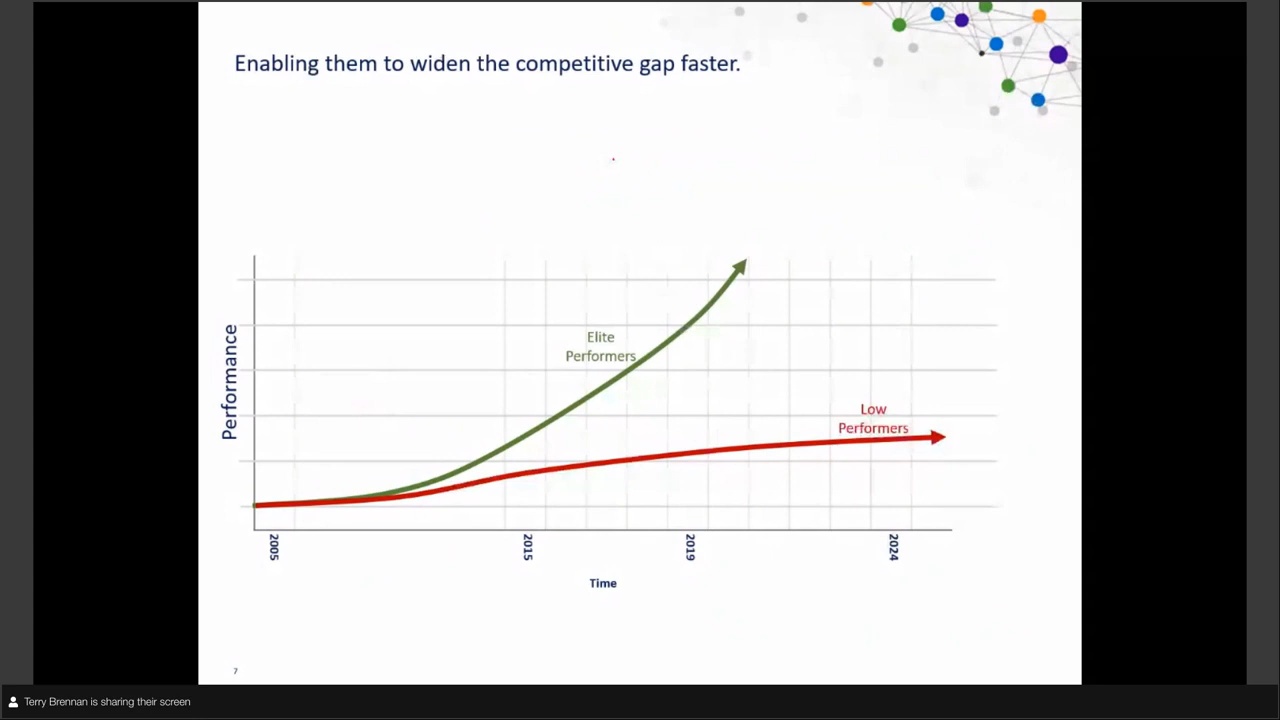 Enabling them to widen the competitive gap faster.
Performance
Elite
Performers
Low
Performers
2005
2015
2019
2024
Time
7
Terry Brennan is sharing their screen